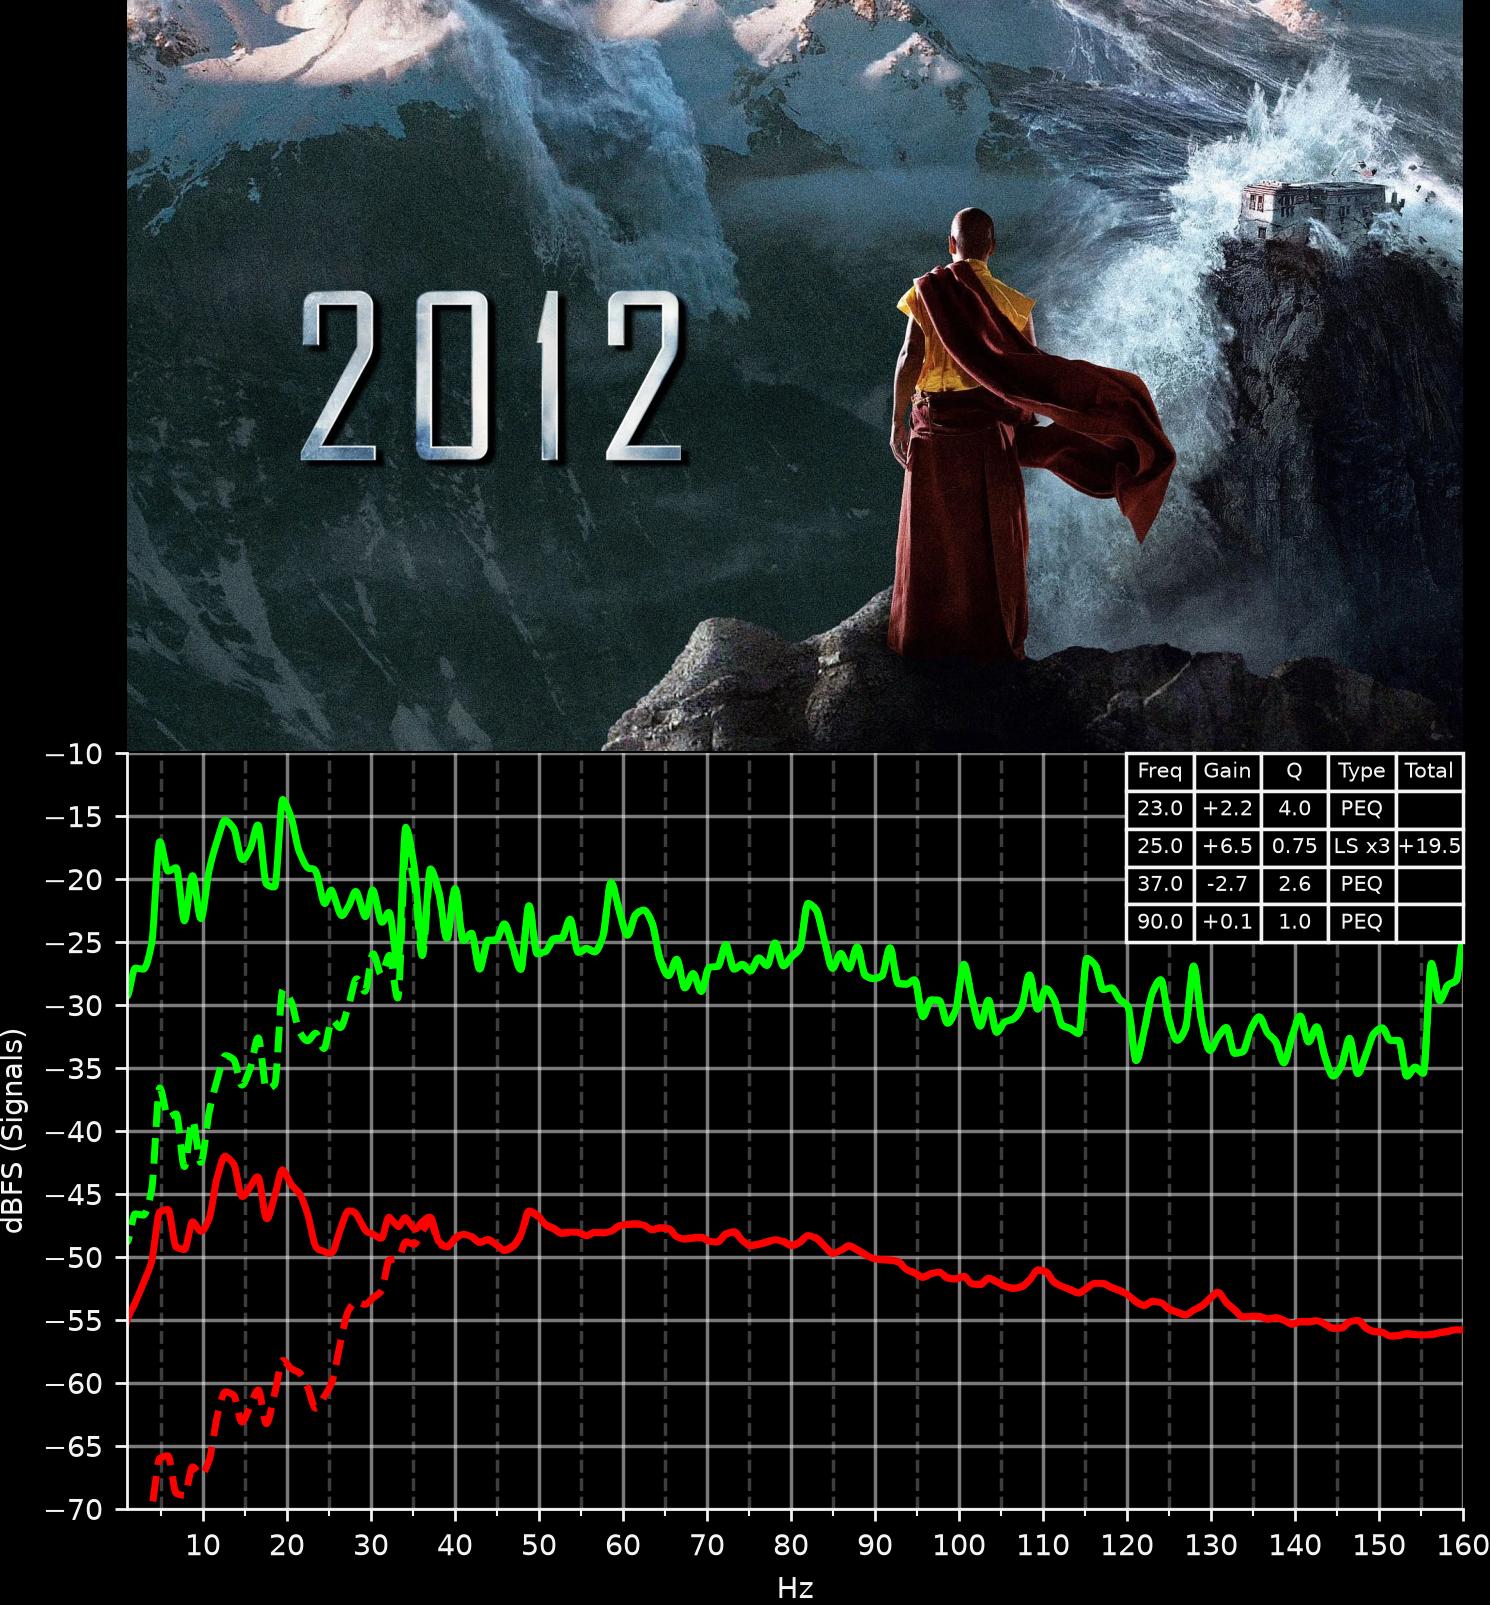 2012
Freq Gain Q Type Total
23.0 +2.2 4.0 PEQ
25.0 +6.5 0.75 LS x3 +19.5
37.0 -2.7 2.6 PEQ
90.0 +0.1 1.0 PEQ
−10
−15
−20
−25
−30
−35
−40
−45
−50
−55
−60
−65
−70
dBFS (Signals)
10 20 30 40 50 60 70 80 90 100 110 120 130 140 150 160
Hz